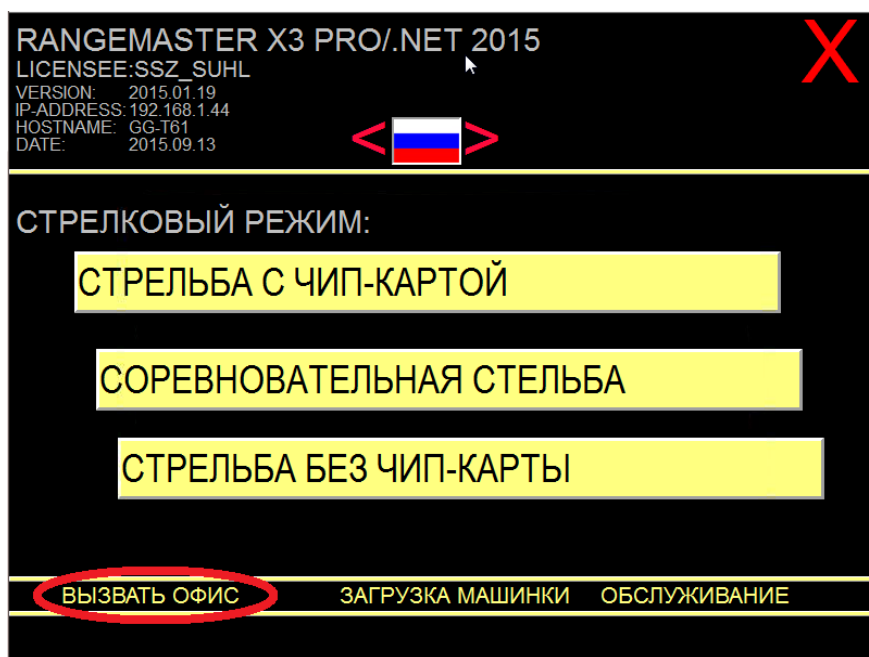 RANGEMASTER X3 PRO/.NET 2015
LICENSEE:SSZ_SUHL
VERSION: 2015.01.19
IP-ADDRESS: 192.168.1.44
HOSTNAME: GG-T61
DATE: 2015.09.13
X
< >
СТРЕЛКОВЫЙ РЕЖИМ:
СТРЕЛЬБА С ЧИП-КАРТОЙ
СОРЕВНОВАТЕЛЬНАЯ СТЕЛЬБА
СТРЕЛЬБА БЕЗ ЧИП-КАРТЫ
ВЫЗВАТЬ ОФИС ЗАГРУЗКА МАШИНКИ ОБСЛУЖИВАНИЕ